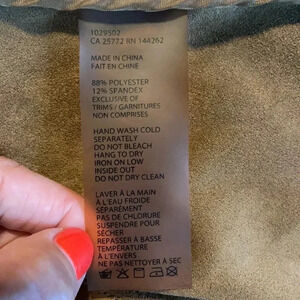 1029502
CA 25772 RN 144262
MADE IN CHINA
FAIT EN CHINE
88% POLYESTER
12% SPANDEX
EXCLUSIVE OF
TRIMS / GARNITURES
NON COMPRISES
HAND WASH COLD
SEPARATELY
DO NOT BLEACH
HANG TO DRY
IRON ON LOW
INSIDE OUT
DO NOT DRY CLEAN
LAVER À LA MAIN
À L'EAU FROIDE
SÉPARÉMENT
PAS DE CHLORURE
SUSPENDRE POUR
SÉCHER
REPASSER À BASSE
TEMPÉRATURE
À L'ENVERS
NE PAS NETTOYER À SEC